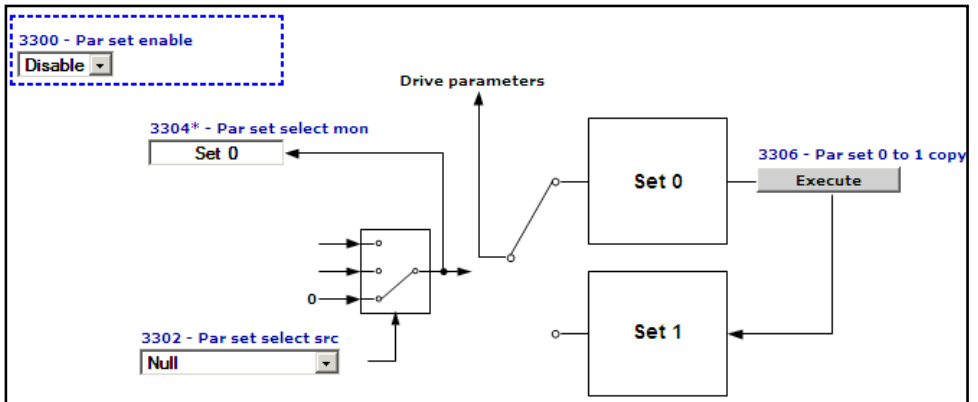 3300 - Par set enable
Disable
Drive parameters
3304* - Par set select mon
Set 0
Set 0
3306 - Par set 0 to 1 copy
Execute
0
3302 - Par set select src
Null
Set 1